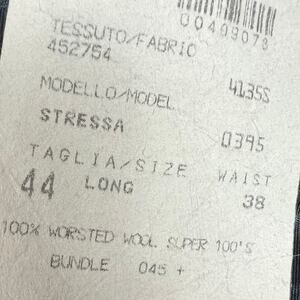 00409073
TESSUTO/FABRIC
452754 4135S
MODELLO/MODEL
STRESSA 0395
TAGLIA/SIZE WAIST
44 LONG 38
100% WORSTED WOOL SUPER 100'S
BUNDLE 045 +